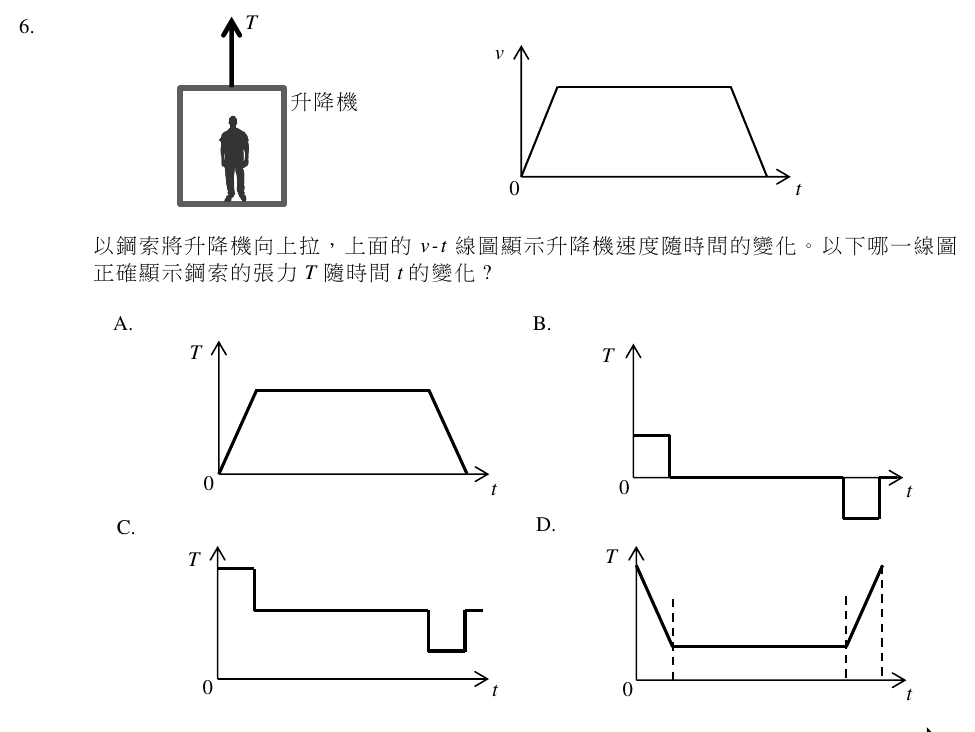 6.
T
升降機
v
0
t
以鋼索將升降機向上拉，上面的 v-t 線圖顯示升降機速度隨時間的變化。以下哪一線圖
正確顯示鋼索的張力 T 隨時間 t 的變化？
A.
T
0
t
B.
T
0
t
C.
T
0
t
D.
T
0
t